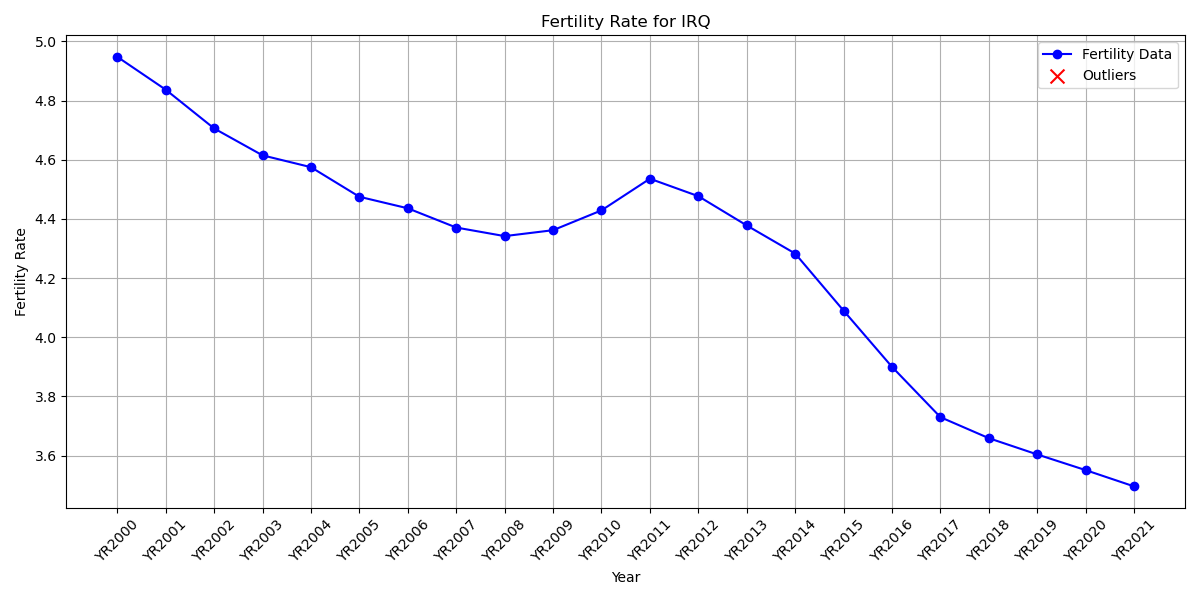 Fertility Rate for IRQ
Fertility Data
Outliers
Fertility Rate
5.0
4.8
4.6
4.4
4.2
4.0
3.8
3.6
YR2000
YR2001
YR2002
YR2003
YR2004
YR2005
YR2006
YR2007
YR2008
YR2009
YR2010
YR2011
YR2012
YR2013
YR2014
YR2015
YR2016
YR2017
YR2018
YR2019
YR2020
YR2021
Year